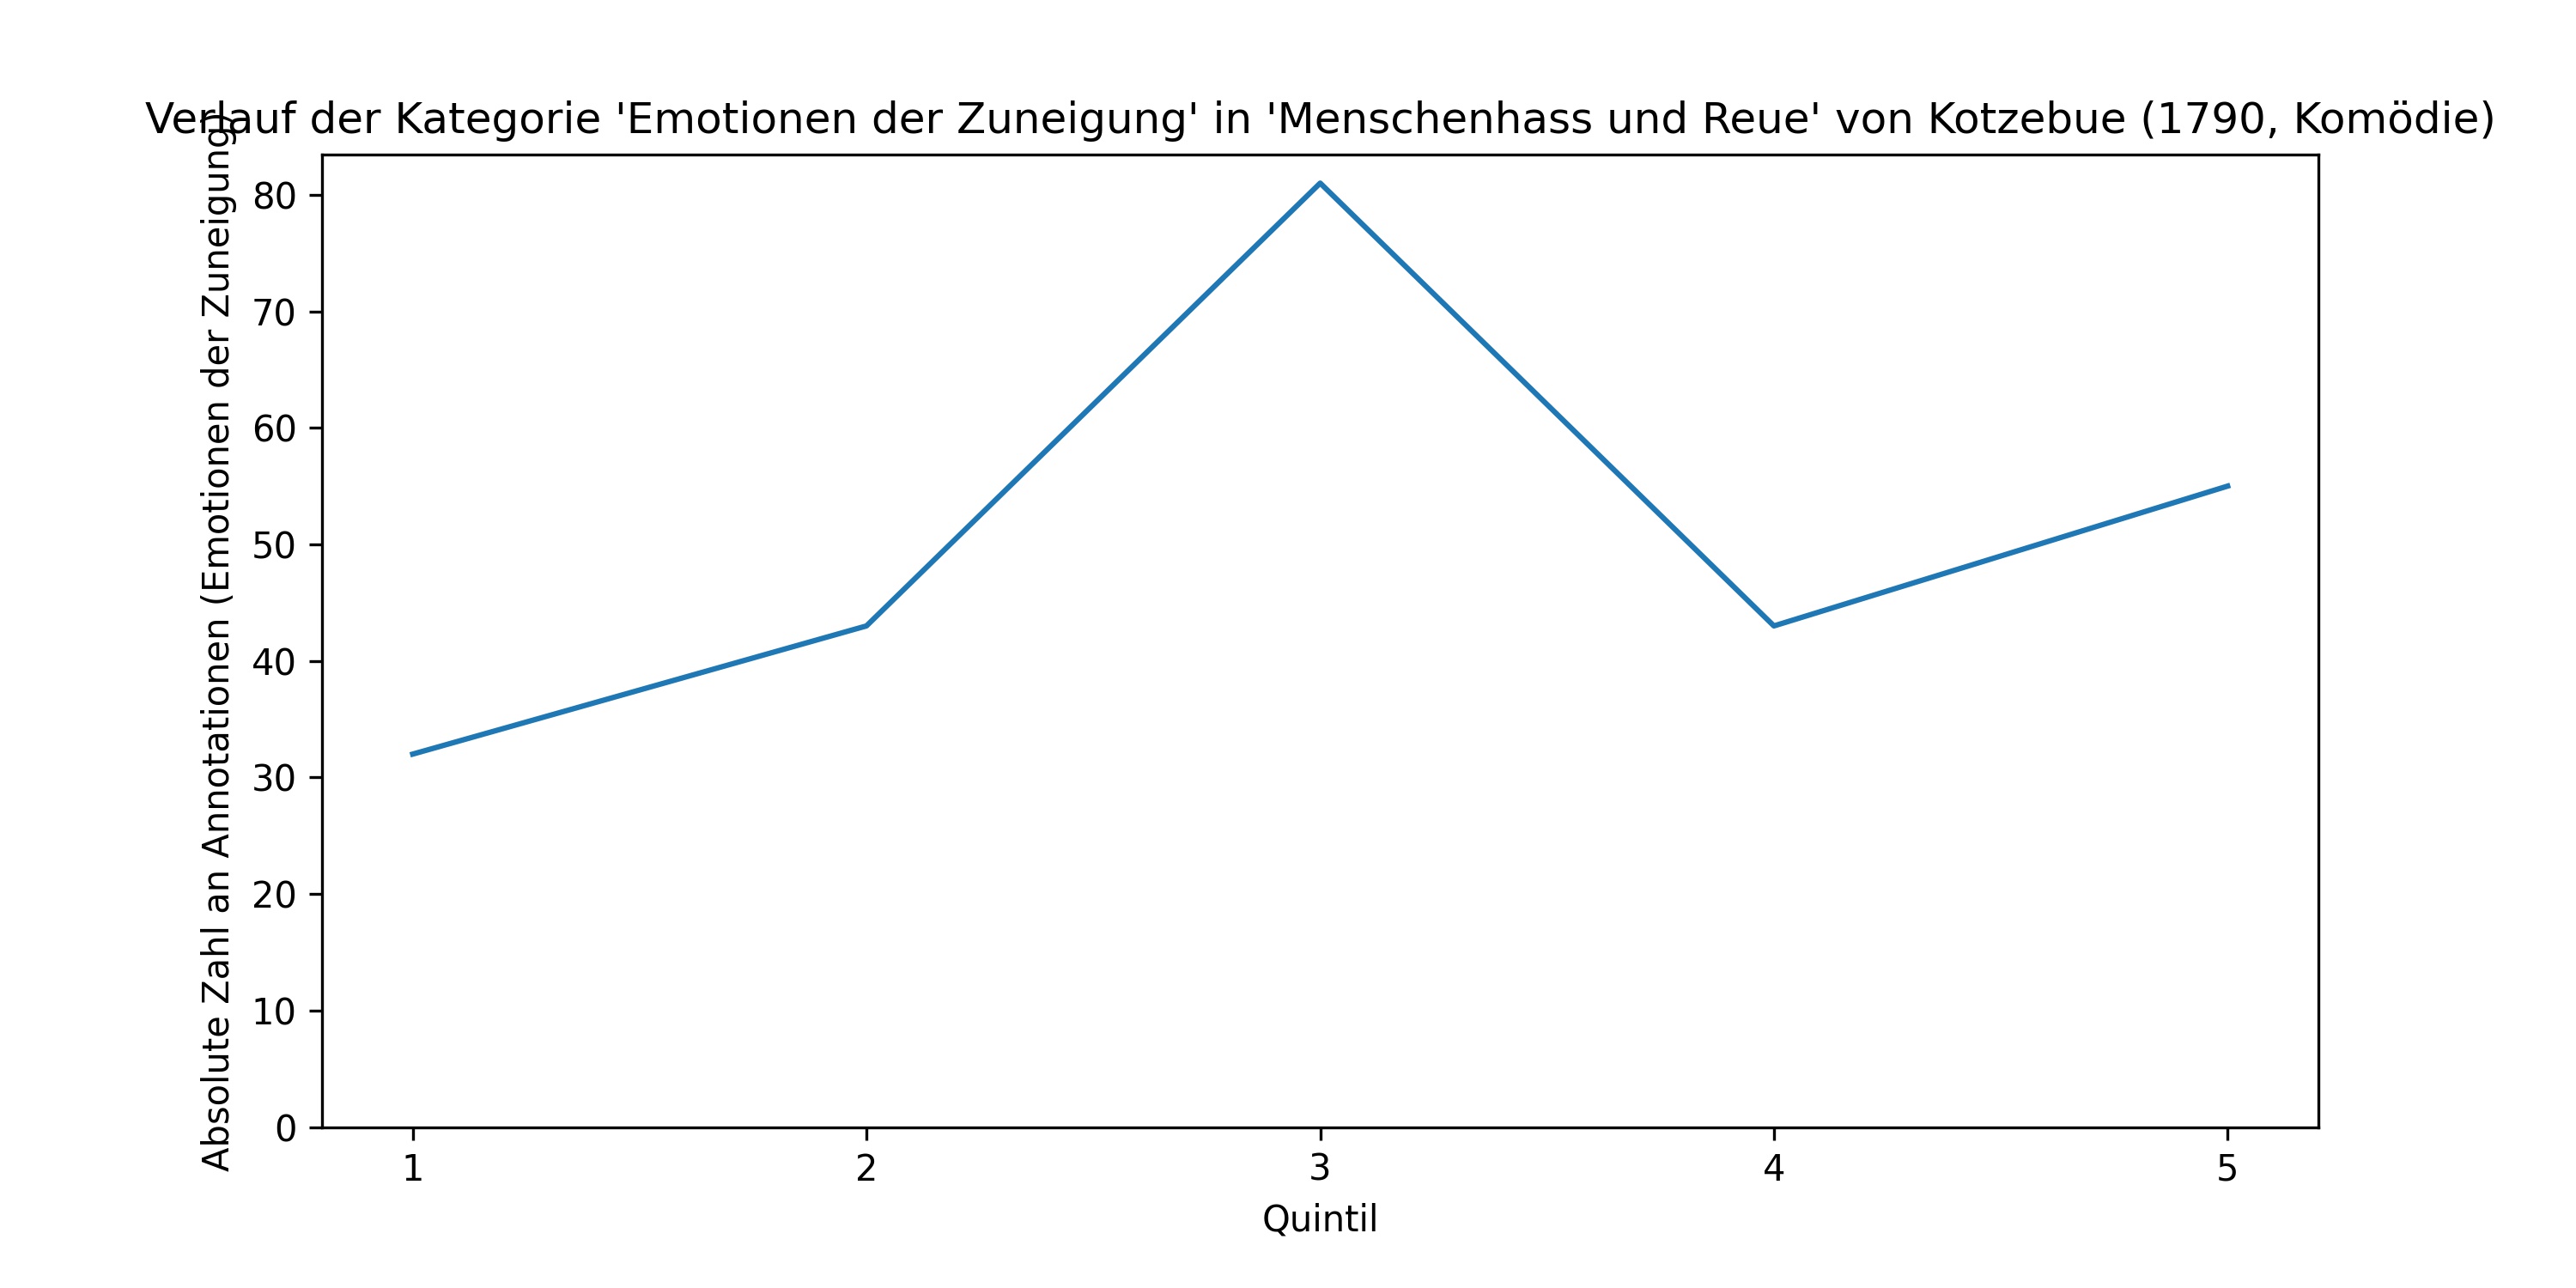 Verlauf der Kategorie 'Emotionen der Zuneigung' in 'Menschenhass und Reue' von Kotzebue (1790, Komödie)
Absolute Zahl an Annotationen (Emotionen der Zuneigung)
80
70
60
50
40
30
20
10
0
1 2 3 4 5
Quintil